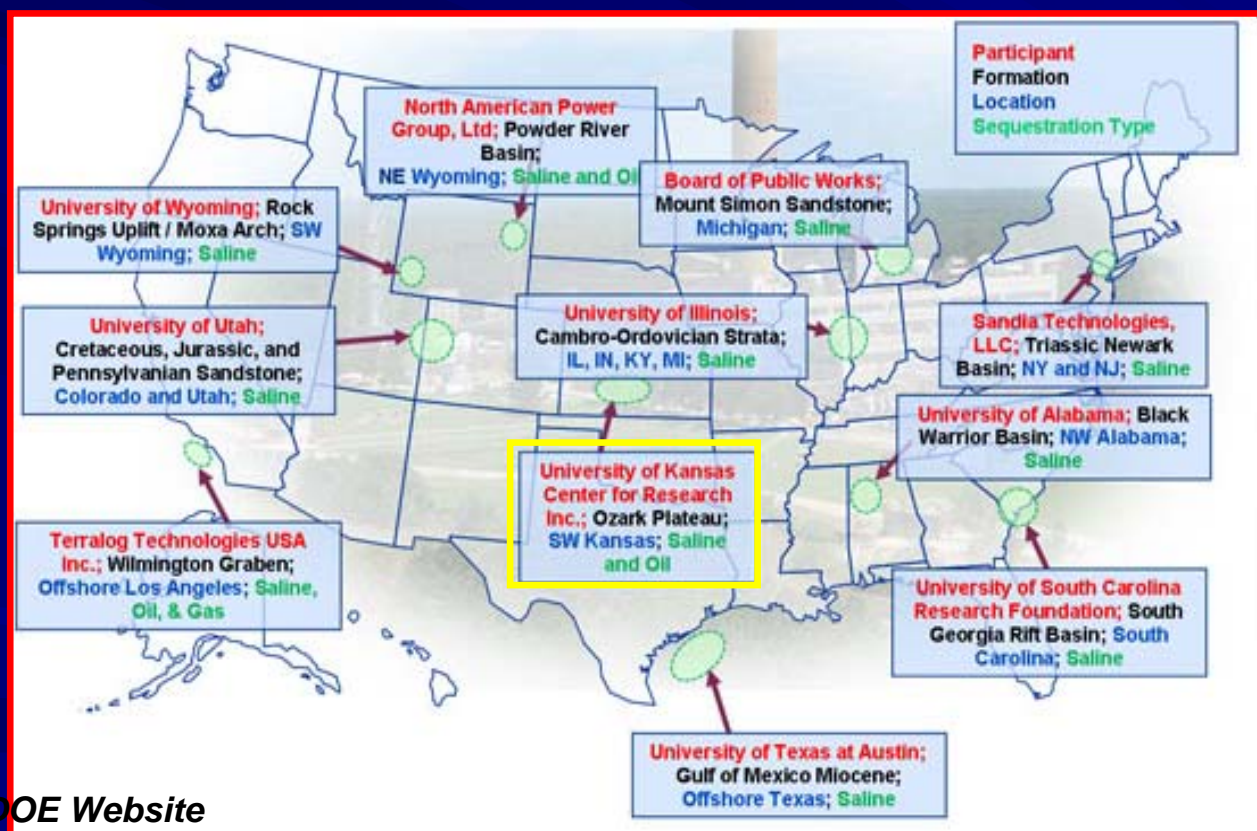 Participant
Formation
Location
Sequestration Type
North American Power
Group, Ltd; Powder River
Basin;
NE Wyoming; Saline and Oil
Board of Public Works;
Mount Simon Sandstone;
Michigan; Saline
University of Wyoming; Rock
Springs Uplift / Moxa Arch; SW
Wyoming; Saline
University of Utah;
Cretaceous, Jurassic, and
Pennsylvanian Sandstone;
Colorado and Utah; Saline
University of Illinois;
Cambro-Ordovician Strata;
IL, IN, KY, MI; Saline
Sandia Technologies,
LLC; Triassic Newark
Basin; NY and NJ; Saline
University of Alabama; Black
Warrior Basin; NW Alabama;
Saline
University of Kansas
Center for Research
Inc.; Ozark Plateau;
SW Kansas; Saline
and Oil
Terralog Technologies USA
Inc.; Wilmington Graben;
Offshore Los Angeles; Saline,
Oil, & Gas
University of South Carolina
Research Foundation; South
Georgia Rift Basin; South
Carolina; Saline
University of Texas at Austin;
Gulf of Mexico Miocene;
Offshore Texas; Saline
DOE Website